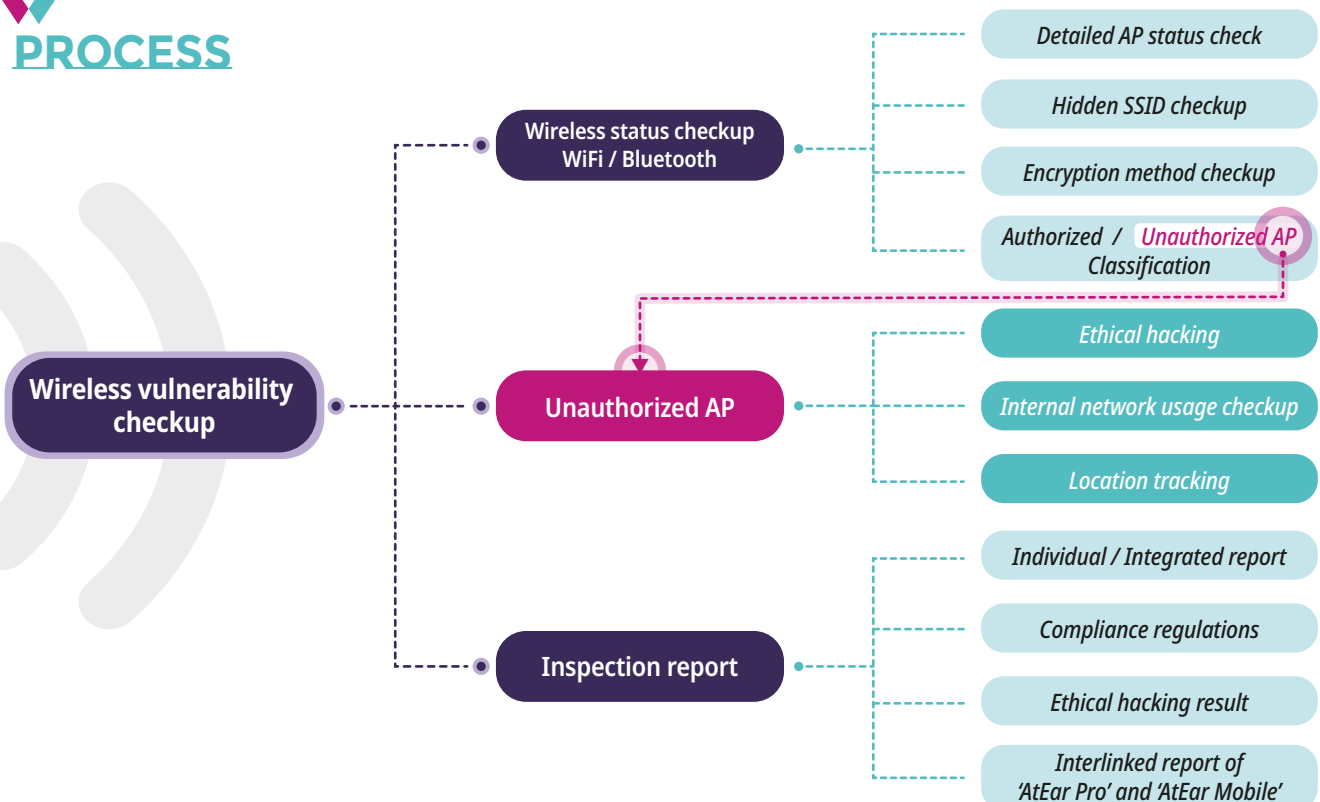 PROCESS
Wireless vulnerability
checkup
Wireless status checkup
WiFi / Bluetooth
Detailed AP status check
Hidden SSID checkup
Encryption method checkup
Authorized / Unauthorized AP
Classification
Unauthorized AP
Ethical hacking
Internal network usage checkup
Location tracking
Inspection report
Individual / Integrated report
Compliance regulations
Ethical hacking result
Interlinked report of
‘AtEar Pro’ and ‘AtEar Mobile’